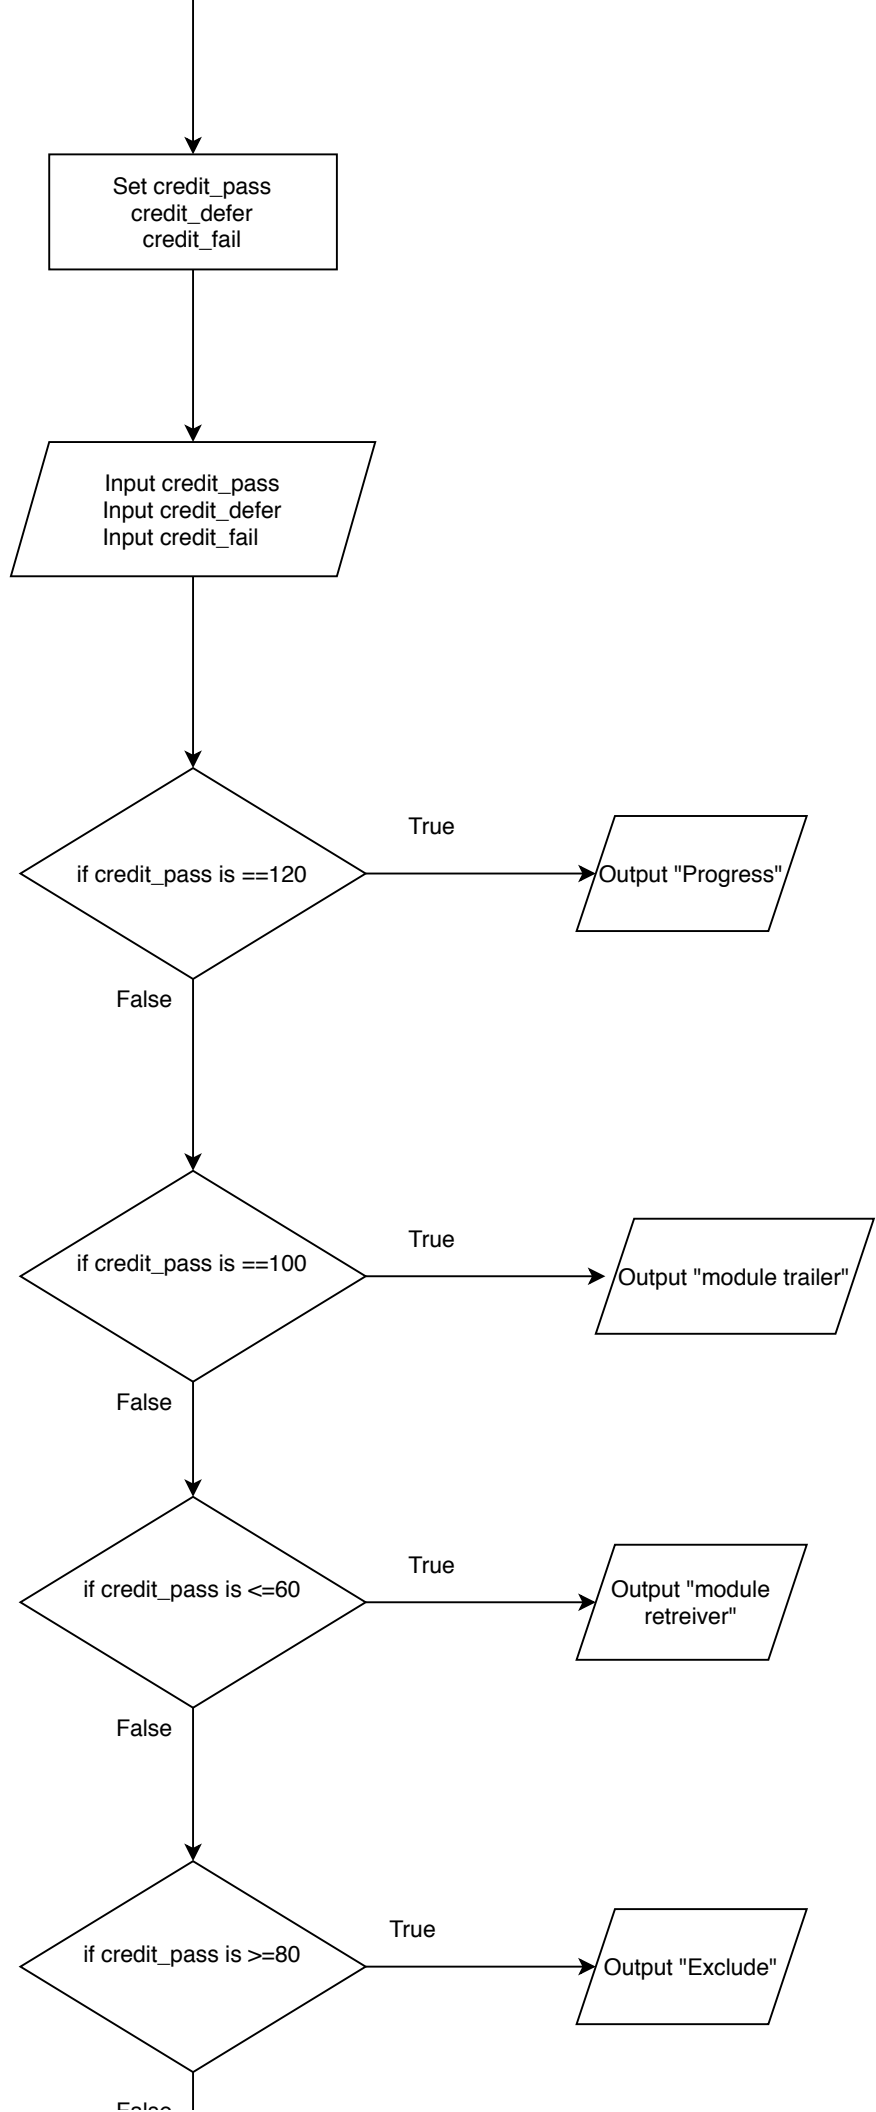 Set credit_pass
credit_defer
credit_fail
Input credit_pass
Input credit_defer
Input credit_fail
True
if credit_pass is ==120
Output "Progress"
False
True
if credit_pass is ==100
Output "module trailer"
False
True
if credit_pass is <=60
Output "module
retreiver"
False
True
if credit_pass is >=80
Output "Exclude"
False